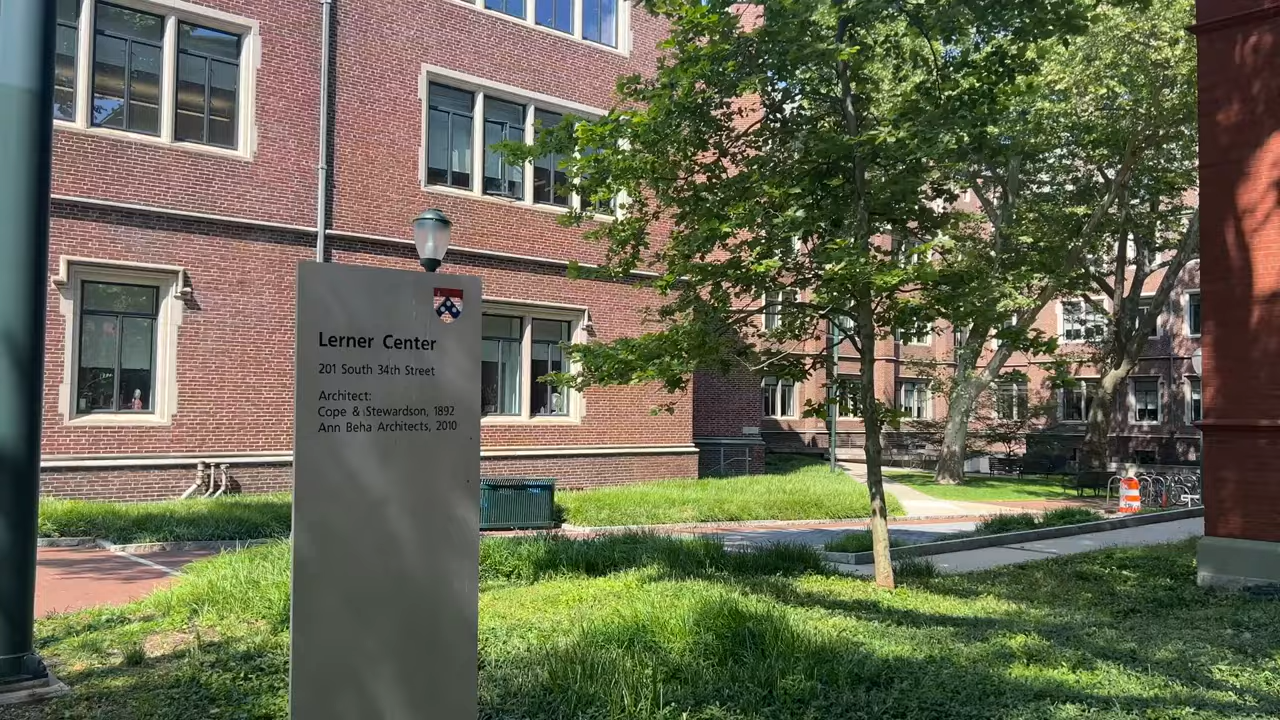 Lerner Center
201 South 34th Street
Architect:
Cope & Stewardson, 1892
Ann Beha Architects, 2010